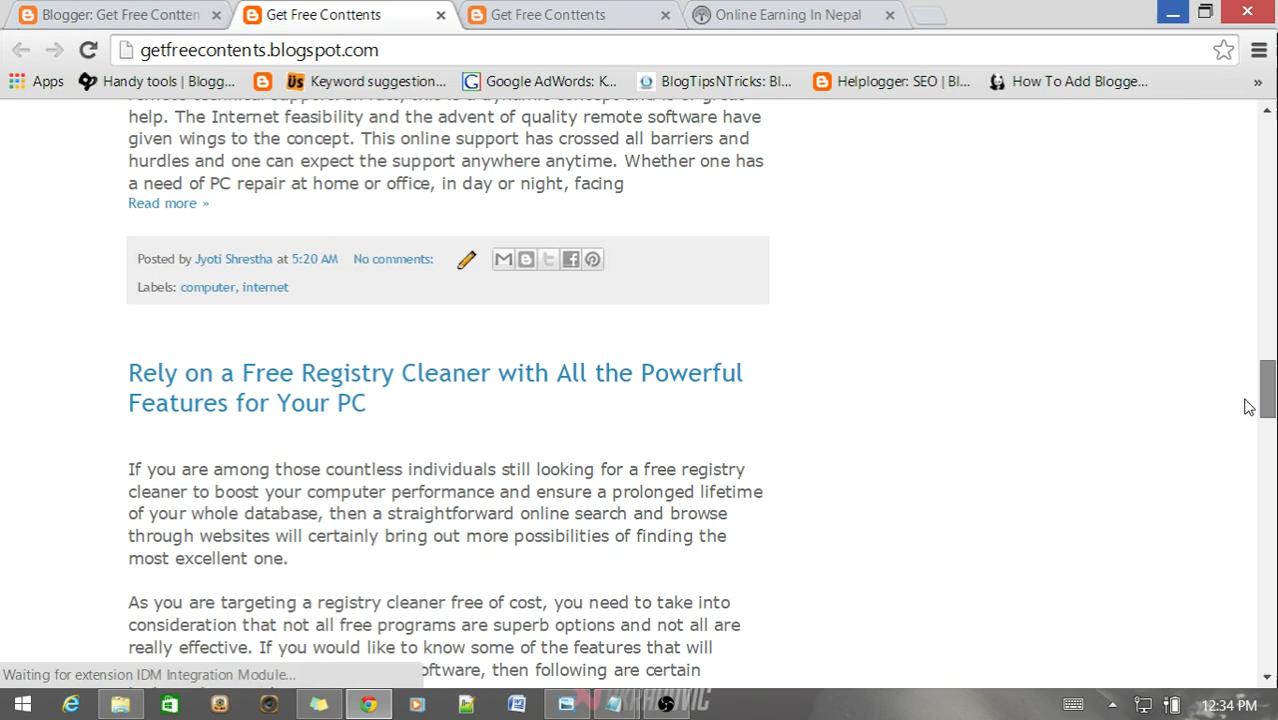 Blogger: Get Free Conttents
Get Free Conttents
Get Free Conttents
Online Earning In Nepal
getfreecontents.blogspot.com
Apps
Handy tools | Blogg...
Us
Keyword suggestion...
Google AdWords: K...
BlogTipsNTricks: Bl...
Helplogger: SEO | Bl...
How To Add Blogge...
»
help. The Internet feasibility and the advent of quality remote software have
given wings to the concept. This online support has crossed all barriers and
hurdles and one can expect the support anywhere anytime. Whether one has
a need of PC repair at home or office, in day or night, facing
Read more »
Posted by Jyoti Shrestha at 5:20 AM No comments:
Labels: computer, internet
Rely on a Free Registry Cleaner with All the Powerful
Features for Your PC
If you are among those countless individuals still looking for a free registry
cleaner to boost your computer performance and ensure a prolonged lifetime
of your whole database, then a straightforward online search and browse
through websites will certainly bring out more possibilities of finding the
most excellent one.
As you are targeting a registry cleaner free of cost, you need to take into
consideration that not all free programs are superb options and not all are
really effective. If you would like to know some of the features that will
oftware, then following are certain
Waiting for extension IDM Integration Module...
12:34 PM